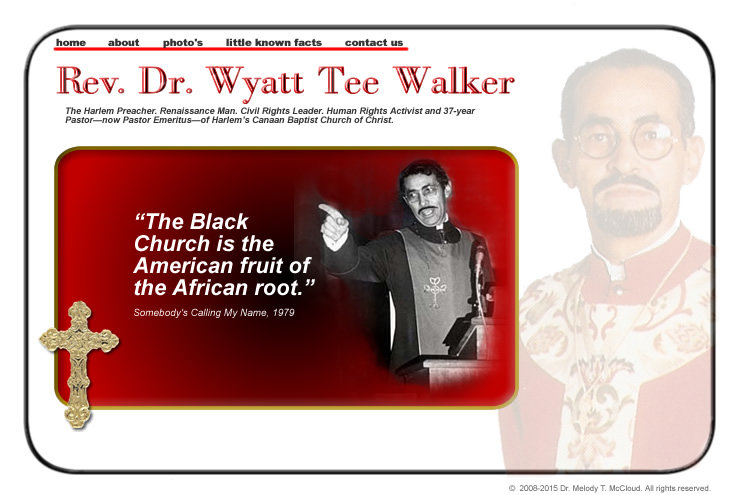 home about photo's little known facts contact us
Rev. Dr. Wyatt Tee Walker
The Harlem Preacher, Renaissance Man. Civil Rights Leader. Human Rights Activist and 37-year
Pastor—now Pastor Emeritus—of Harlem's Canaan Baptist Church of Christ.
“The Black
Church is the
American fruit of
the African root.”
Somebody's Calling My Name, 1979
© 2008-2015 Dr. Melody T. McCloud. All rights reserved.